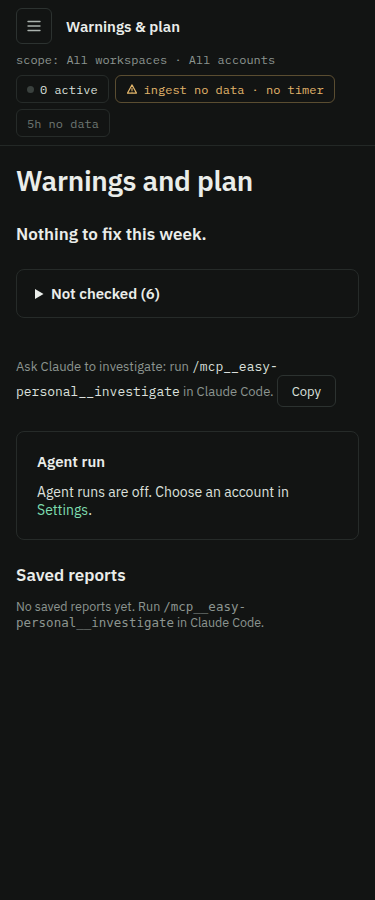 Warnings & plan
scope: All workspaces · All accounts
0 active
ingest no data · no timer
5h no data
Warnings and plan
Nothing to fix this week.
Not checked (6)
Ask Claude to investigate: run /mcp__easy-
personal__investigate in Claude Code. Copy
Agent run
Agent runs are off. Choose an account in
Settings.
Saved reports
No saved reports yet. Run /mcp__easy-
personal__investigate in Claude Code.